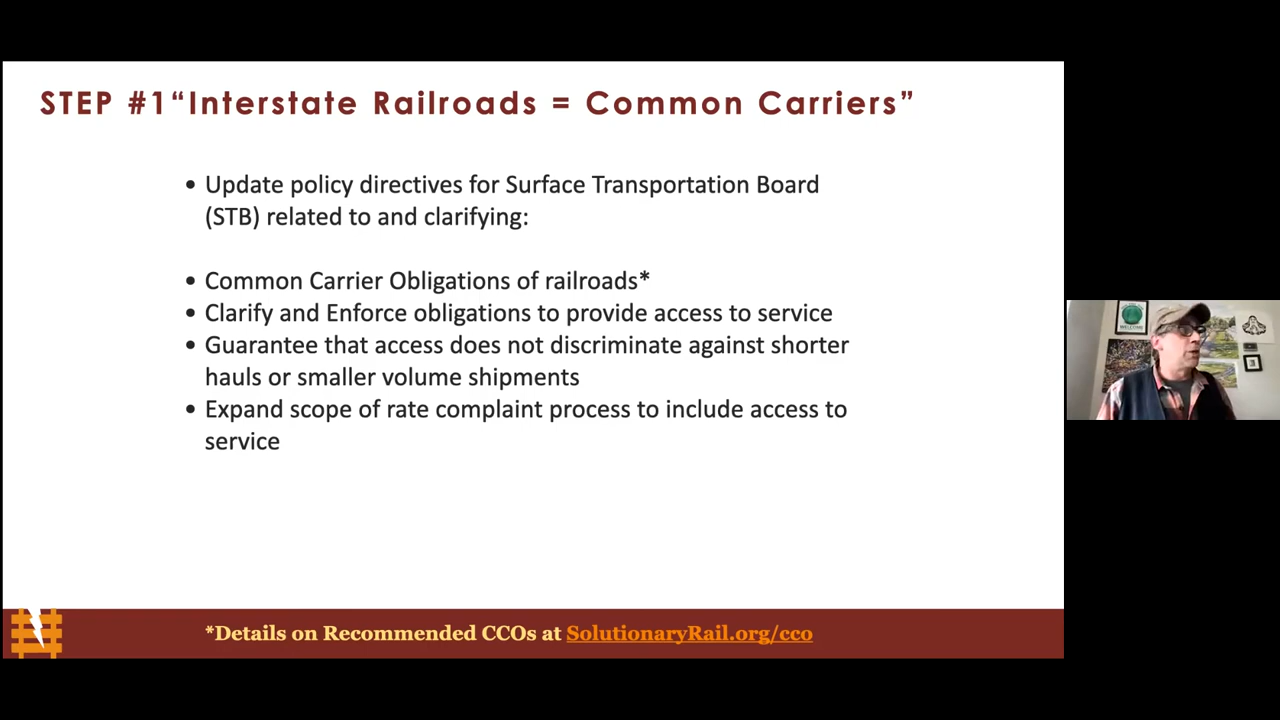 STEP #1“Interstate Railroads = Common Carriers”
• Update policy directives for Surface Transportation Board
(STB) related to and clarifying:
• Common Carrier Obligations of railroads*
• Clarify and Enforce obligations to provide access to service
• Guarantee that access does not discriminate against shorter
hauls or smaller volume shipments
• Expand scope of rate complaint process to include access to
service
*Details on Recommended CCOs at SolutionaryRail.org/cco
WELCOME